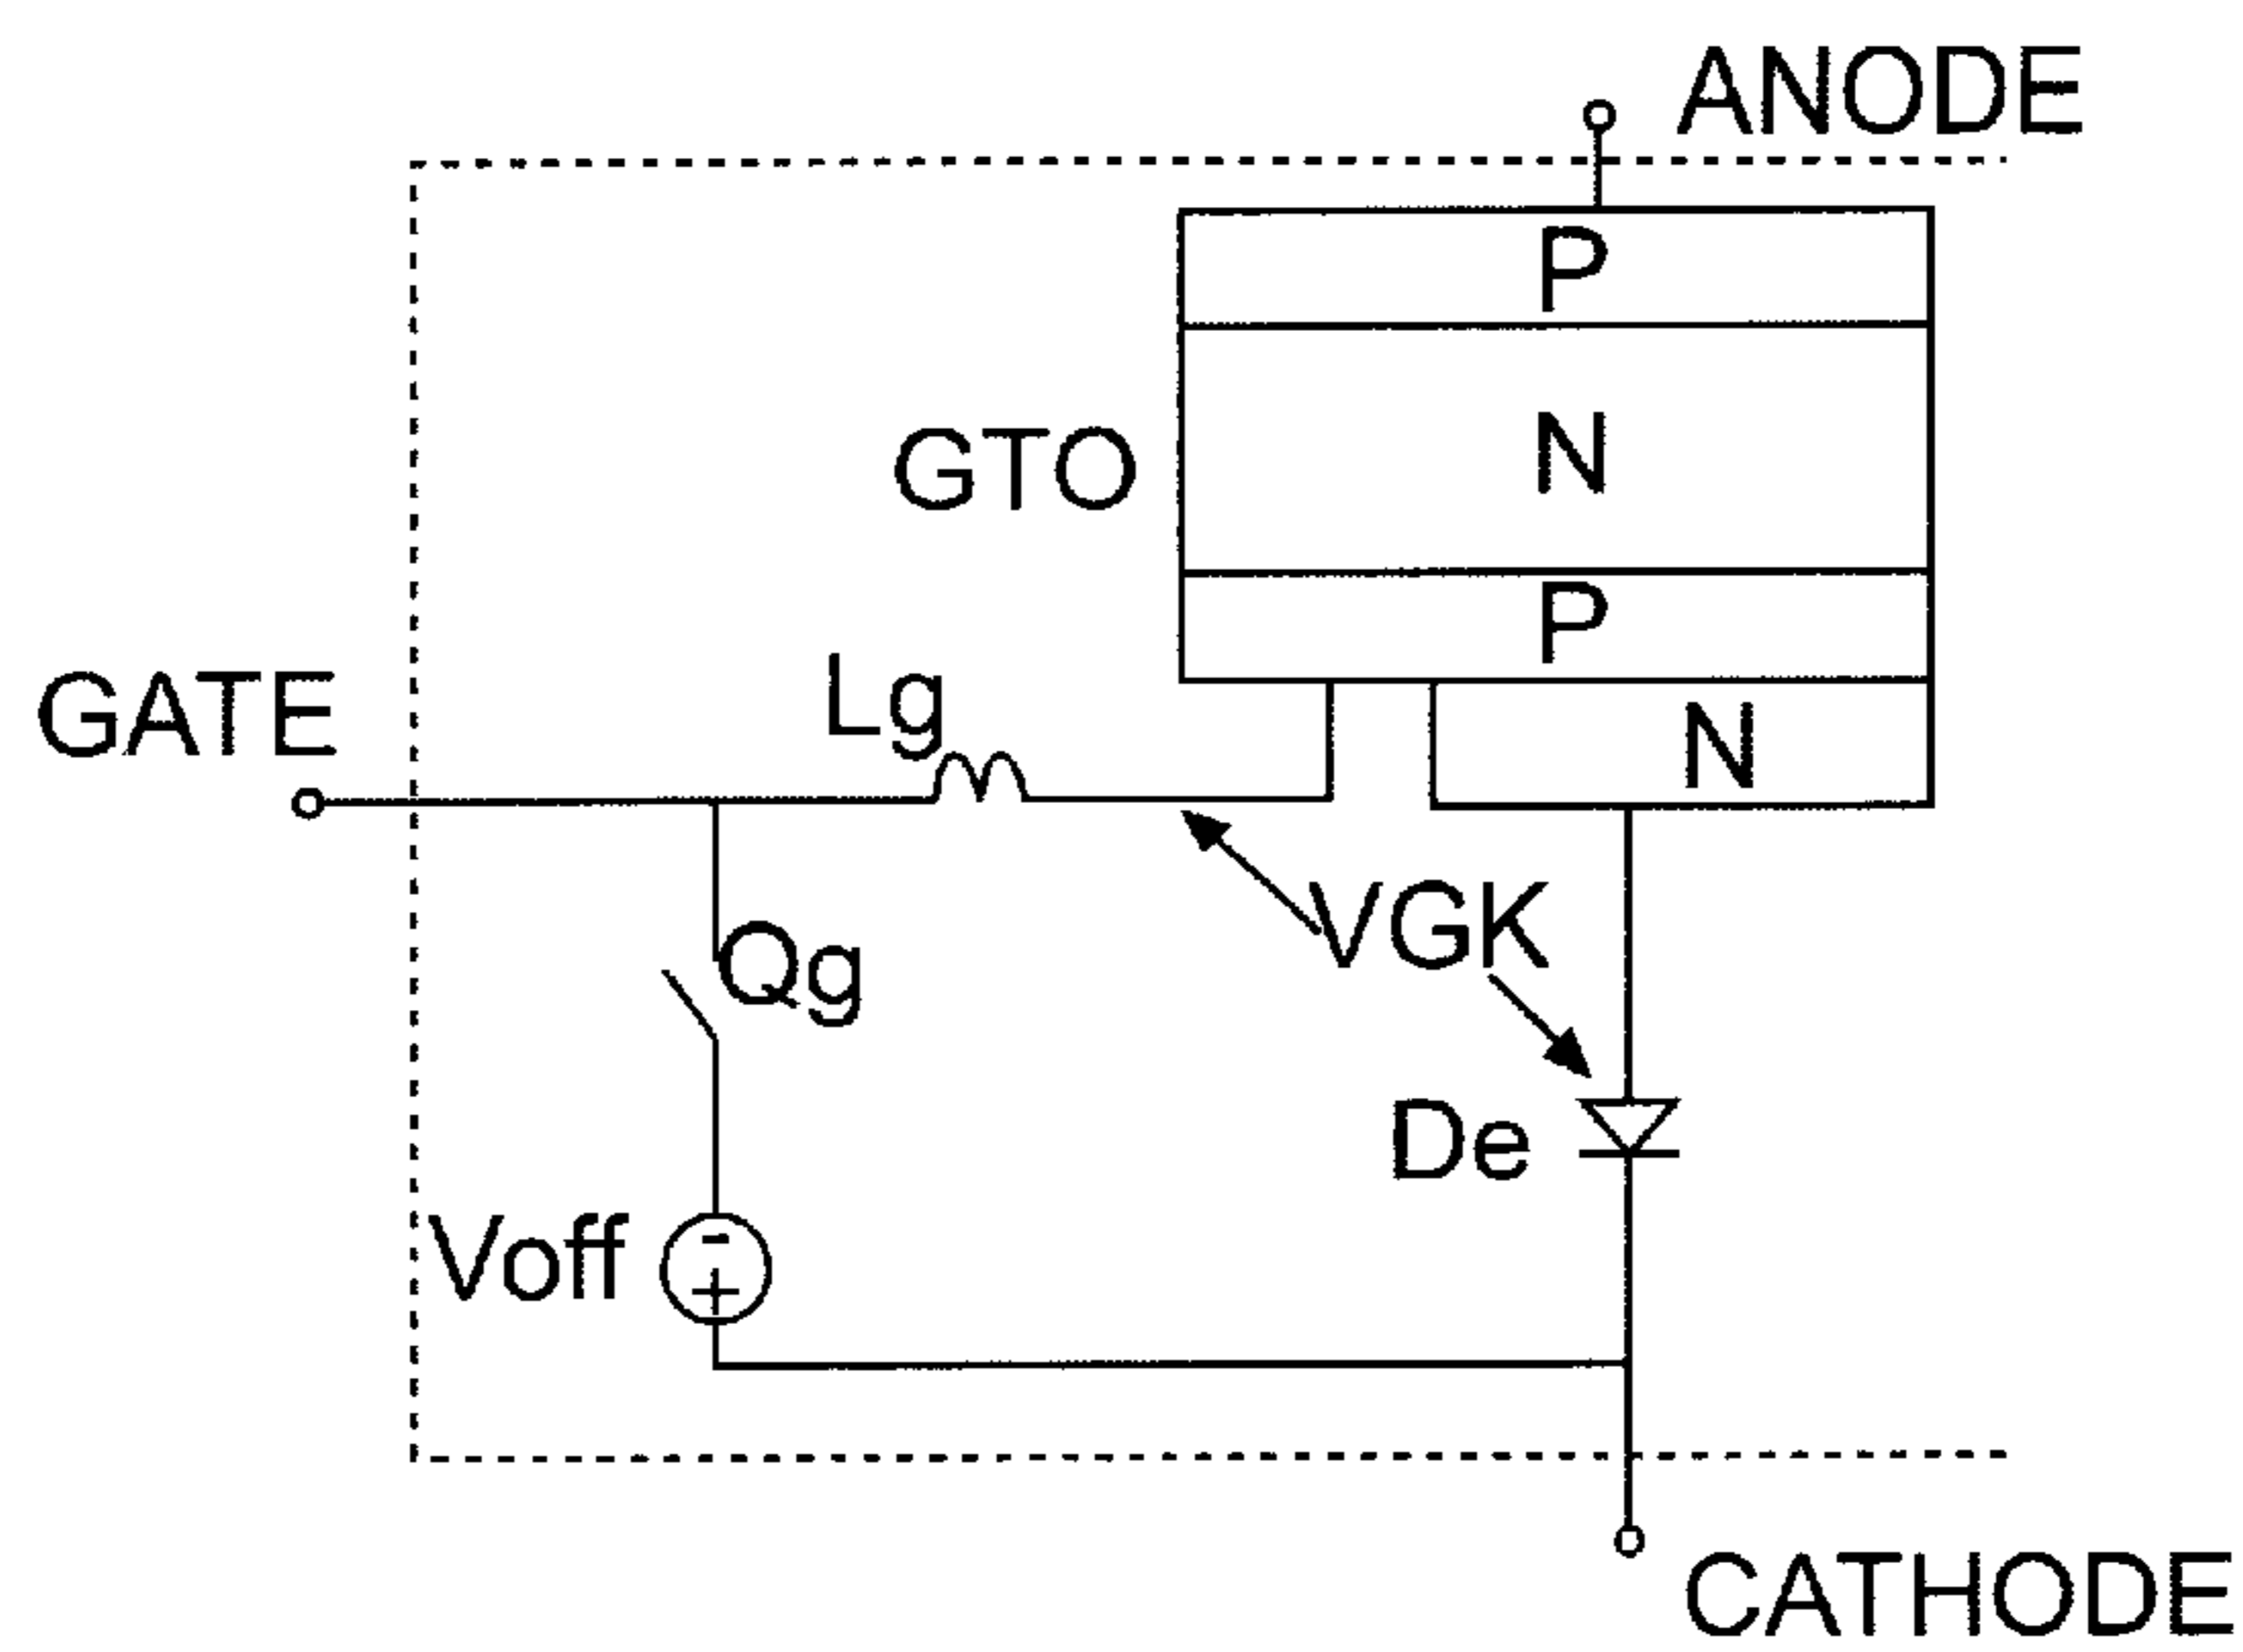 ANODE
P
N
GTO
P
Lg
GATE
N
VGK
Qg
De
Voff
-
+
CATHODE